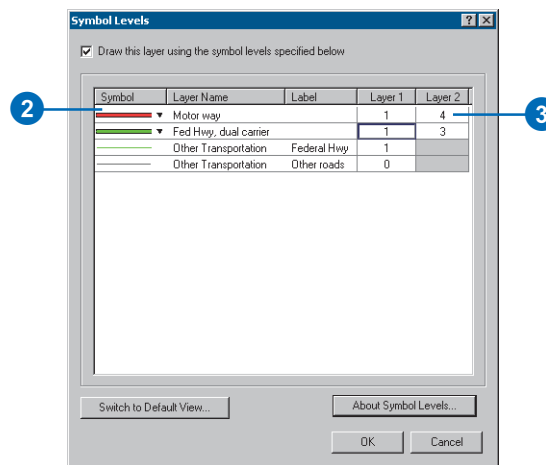 Symbol Levels
Draw this layer using the symbol levels specified below
Symbol Layer Name Label Layer 1 Layer 2
2 Motor way 1 4 3
Fed Hwy, dual carrier 1 3
Other Transportation Federal Hwy 1
Other Transportation Other roads 0
Switch to Default View... About Symbol Levels...
OK Cancel